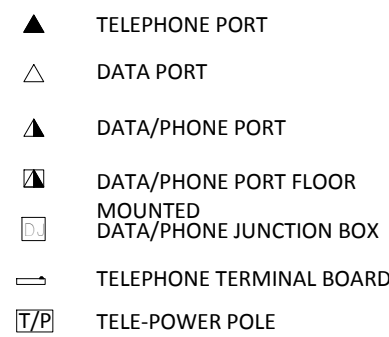 TELEPHONE PORT
DATA PORT
DATA/PHONE PORT
DATA/PHONE PORT FLOOR
MOUNTED
DJ DATA/PHONE JUNCTION BOX
TELEPHONE TERMINAL BOARD
T/P TELE-POWER POLE